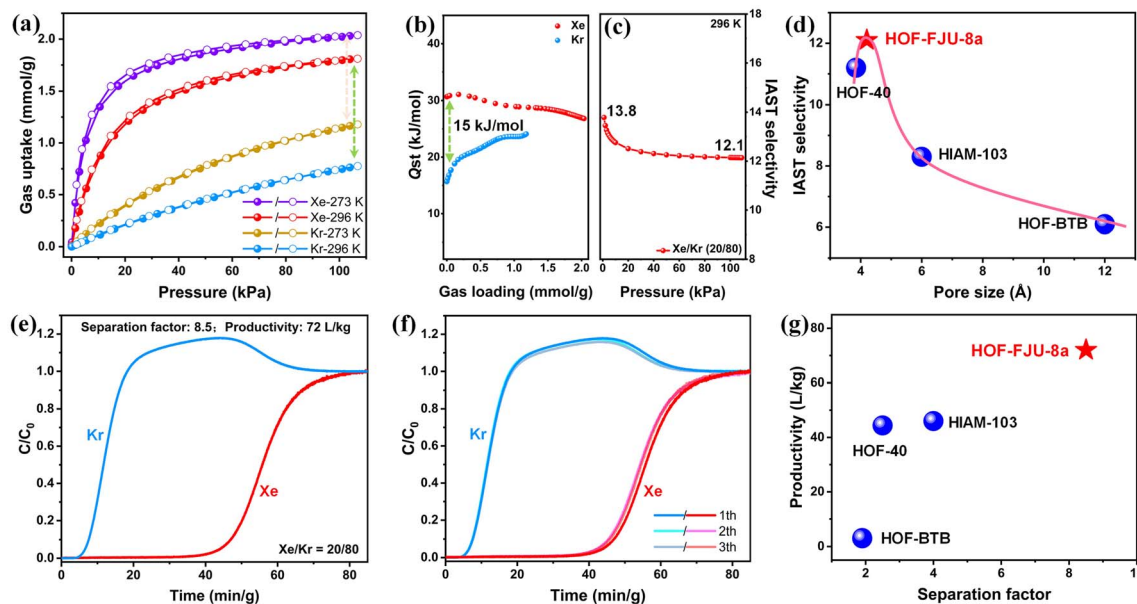 (a)
Gas uptake (mmol/g)
2.0
1.5
1.0
0.5
0.0
/ Xe-273 K
/ Xe-296 K
/ Kr-273 K
/ Kr-296 K
0 20 40 60 80 100
Pressure (kPa)
(b)
Qst (kJ/mol)
40
30
20
10
Xe
Kr
15 kJ/mol
0.0 0.5 1.0 1.5 2.0
Gas loading (mmol/g)
(c)
296 K
13.8
12.1
Xe/Kr (20/80)
0 20 40 60 80 100
Pressure (kPa)
18
16
14
12
10
8
IAST selectivity
(d)
IAST selectivity
12
10
8
6
HOF-FJU-8a
HOF-40
HIAM-103
HOF-BTB
4 6 8 10 12
Pore size (Å)
(e)
Separation factor: 8.5; Productivity: 72 L/kg
C/C0
1.2
1.0
0.8
0.6
0.4
0.2
0.0
Kr
Xe
Xe/Kr = 20/80
0 20 40 60 80
Time (min/g)
(f)
C/C0
1.2
1.0
0.8
0.6
0.4
0.2
0.0
Kr
Xe
/ 1th
/ 2th
/ 3th
0 20 40 60 80
Time (min/g)
(g)
Productivity (L/kg)
80
70
60
50
40
30
20
10
0
HOF-FJU-8a
HOF-40
HIAM-103
HOF-BTB
2 4 6 8 10
Separation factor